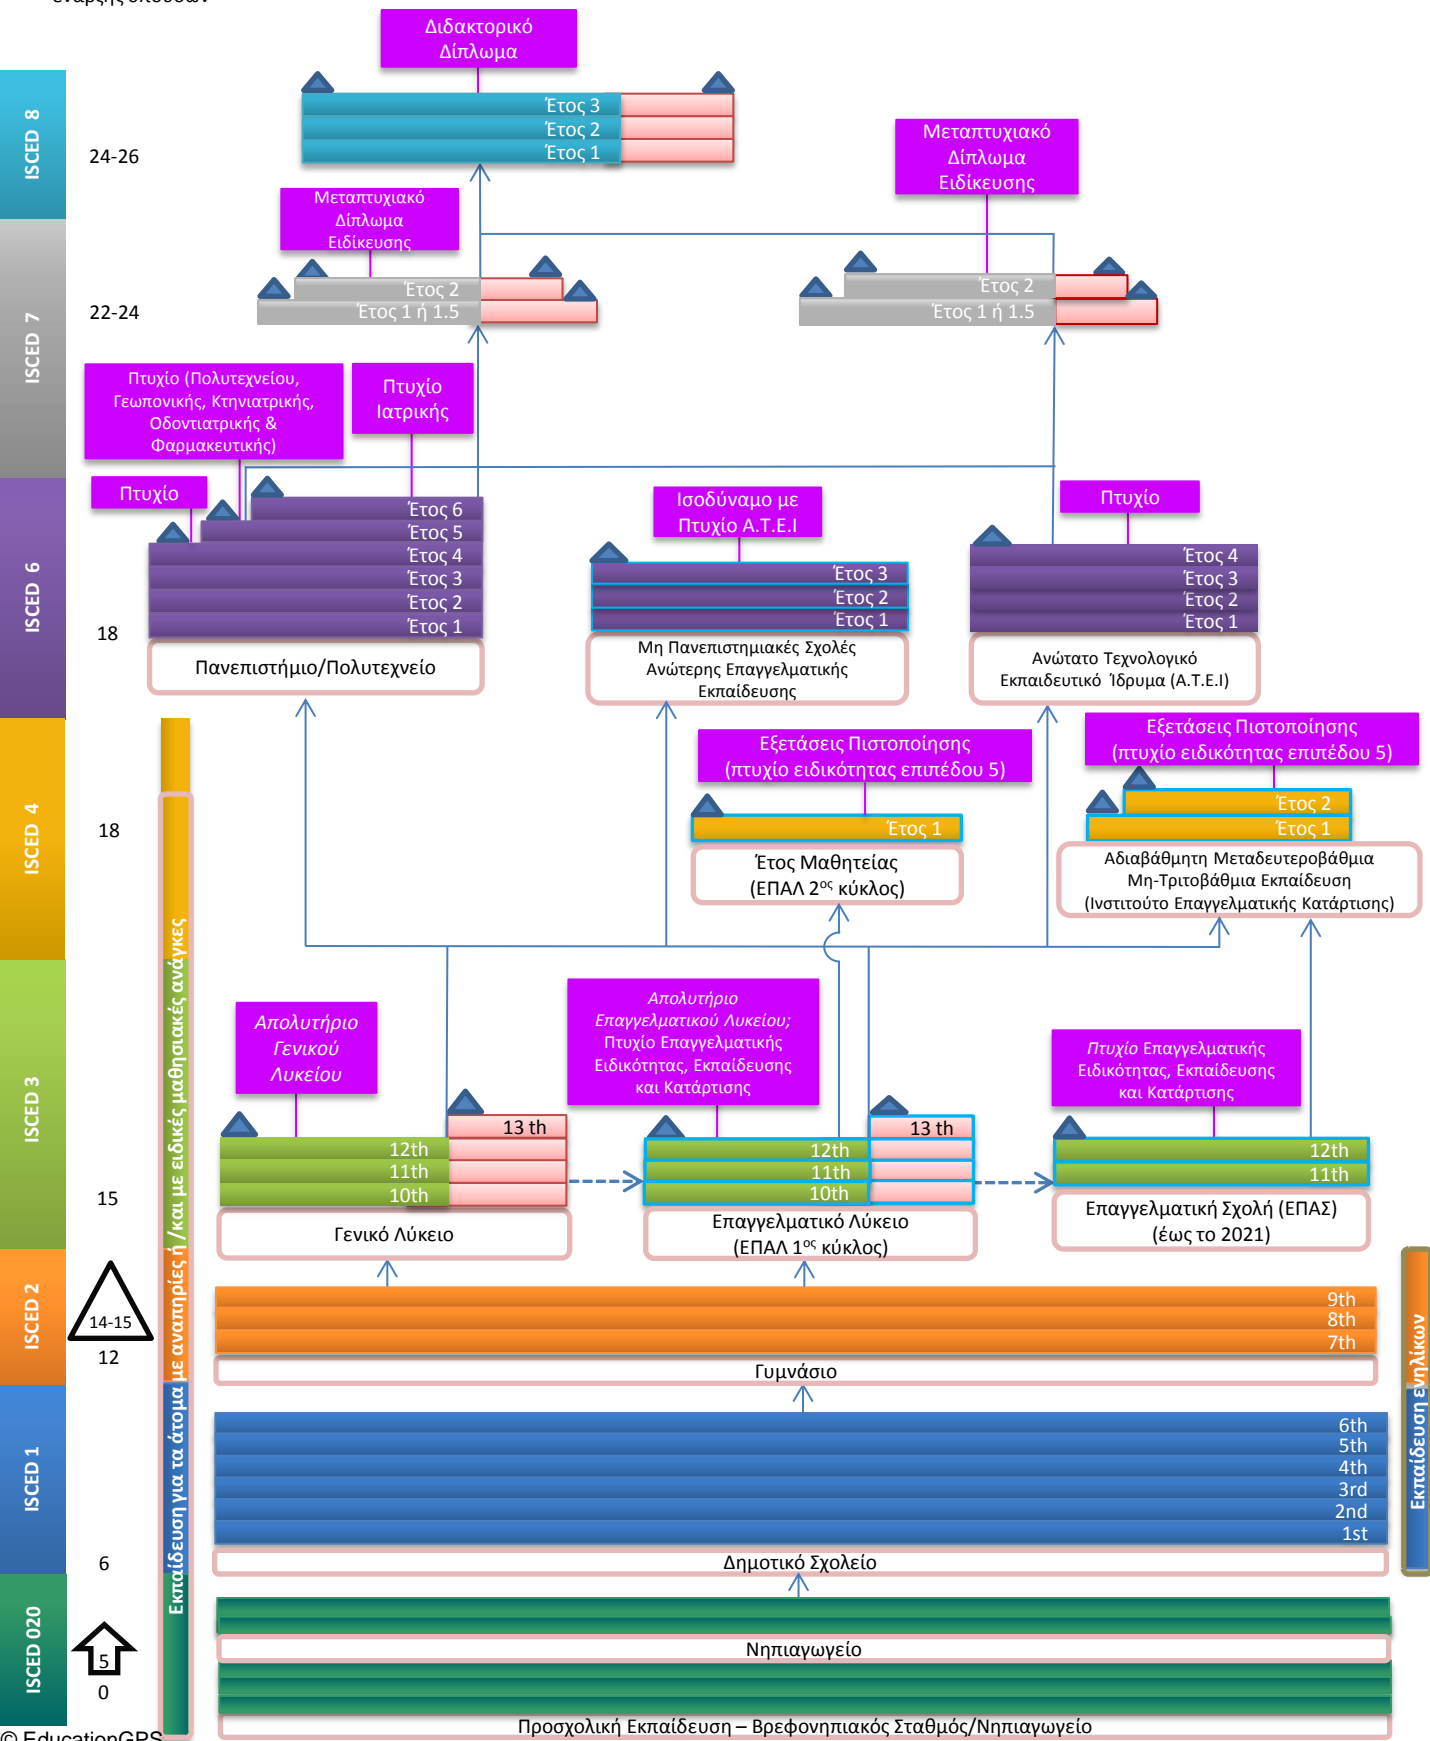 έναρξης σπουδών
Διδακτορικό
Δίπλωμα
ISCED 8
24-26
Έτος 3
Έτος 2
Έτος 1
Μεταπτυχιακό
Δίπλωμα
Ειδίκευσης
Μεταπτυχιακό
Δίπλωμα
Ειδίκευσης
ISCED 7
22-24
Έτος 2
Έτος 1 ή 1.5
Έτος 2
Έτος 1 ή 1.5
Πτυχίο (Πολυτεχνείου,
Γεωπονικής, Κτηνιατρικής,
Οδοντιατρικής &
Φαρμακευτικής)
Πτυχίο
Ιατρικής
Πτυχίο
Ισοδύναμο με
Πτυχίο Α.Τ.Ε.Ι
Πτυχίο
ISCED 6
18
Έτος 6
Έτος 5
Έτος 4
Έτος 3
Έτος 2
Έτος 1
Πανεπιστήμιο/Πολυτεχνείο
Έτος 3
Έτος 2
Έτος 1
Μη Πανεπιστημιακές Σχολές
Ανώτερης Επαγγελματικής
Εκπαίδευσης
Έτος 4
Έτος 3
Έτος 2
Έτος 1
Ανώτατο Τεχνολογικό
Εκπαιδευτικό Ίδρυμα (Α.Τ.Ε.Ι)
ISCED 4
18
Εξετάσεις Πιστοποίησης
(πτυχίο ειδικότητας επιπέδου 5)
Έτος 1
Έτος Μαθητείας
(ΕΠΑΛ 2ος κύκλος)
Εξετάσεις Πιστοποίησης
(πτυχίο ειδικότητας επιπέδου 5)
Έτος 2
Έτος 1
Αδιαβάθμητη Μεταδευτεροβάθμια
Μη-Τριτοβάθμια Εκπαίδευση
(Ινστιτούτο Επαγγελματικής Κατάρτισης)
Εκπαίδευση για τα άτομα με αναπηρίες ή /και με ειδικές μαθησιακές ανάγκες
ISCED 3
15
Απολυτήριο
Γενικού
Λυκείου
13 th
12th
11th
10th
Γενικό Λύκειο
Απολυτήριο
Επαγγελματικού Λυκείου;
Πτυχίο Επαγγελματικής
Ειδικότητας, Εκπαίδευσης
και Κατάρτισης
13 th
12th
11th
10th
Επαγγελματικό Λύκειο
(ΕΠΑΛ 1ος κύκλος)
Πτυχίο Επαγγελματικής
Ειδικότητας, Εκπαίδευσης
και Κατάρτισης
12th
11th
Επαγγελματική Σχολή (ΕΠΑΣ)
(έως το 2021)
ISCED 2
14-15
12
9th
8th
7th
Γυμνάσιο
Εκπαίδευση ενηλίκων
ISCED 1
6
6th
5th
4th
3rd
2nd
1st
Δημοτικό Σχολείο
ISCED 020
5
0
Νηπιαγωγείο
Προσχολική Εκπαίδευση – Βρεφονηπιακός Σταθμός/Νηπιαγωγείο
© EducationGPS